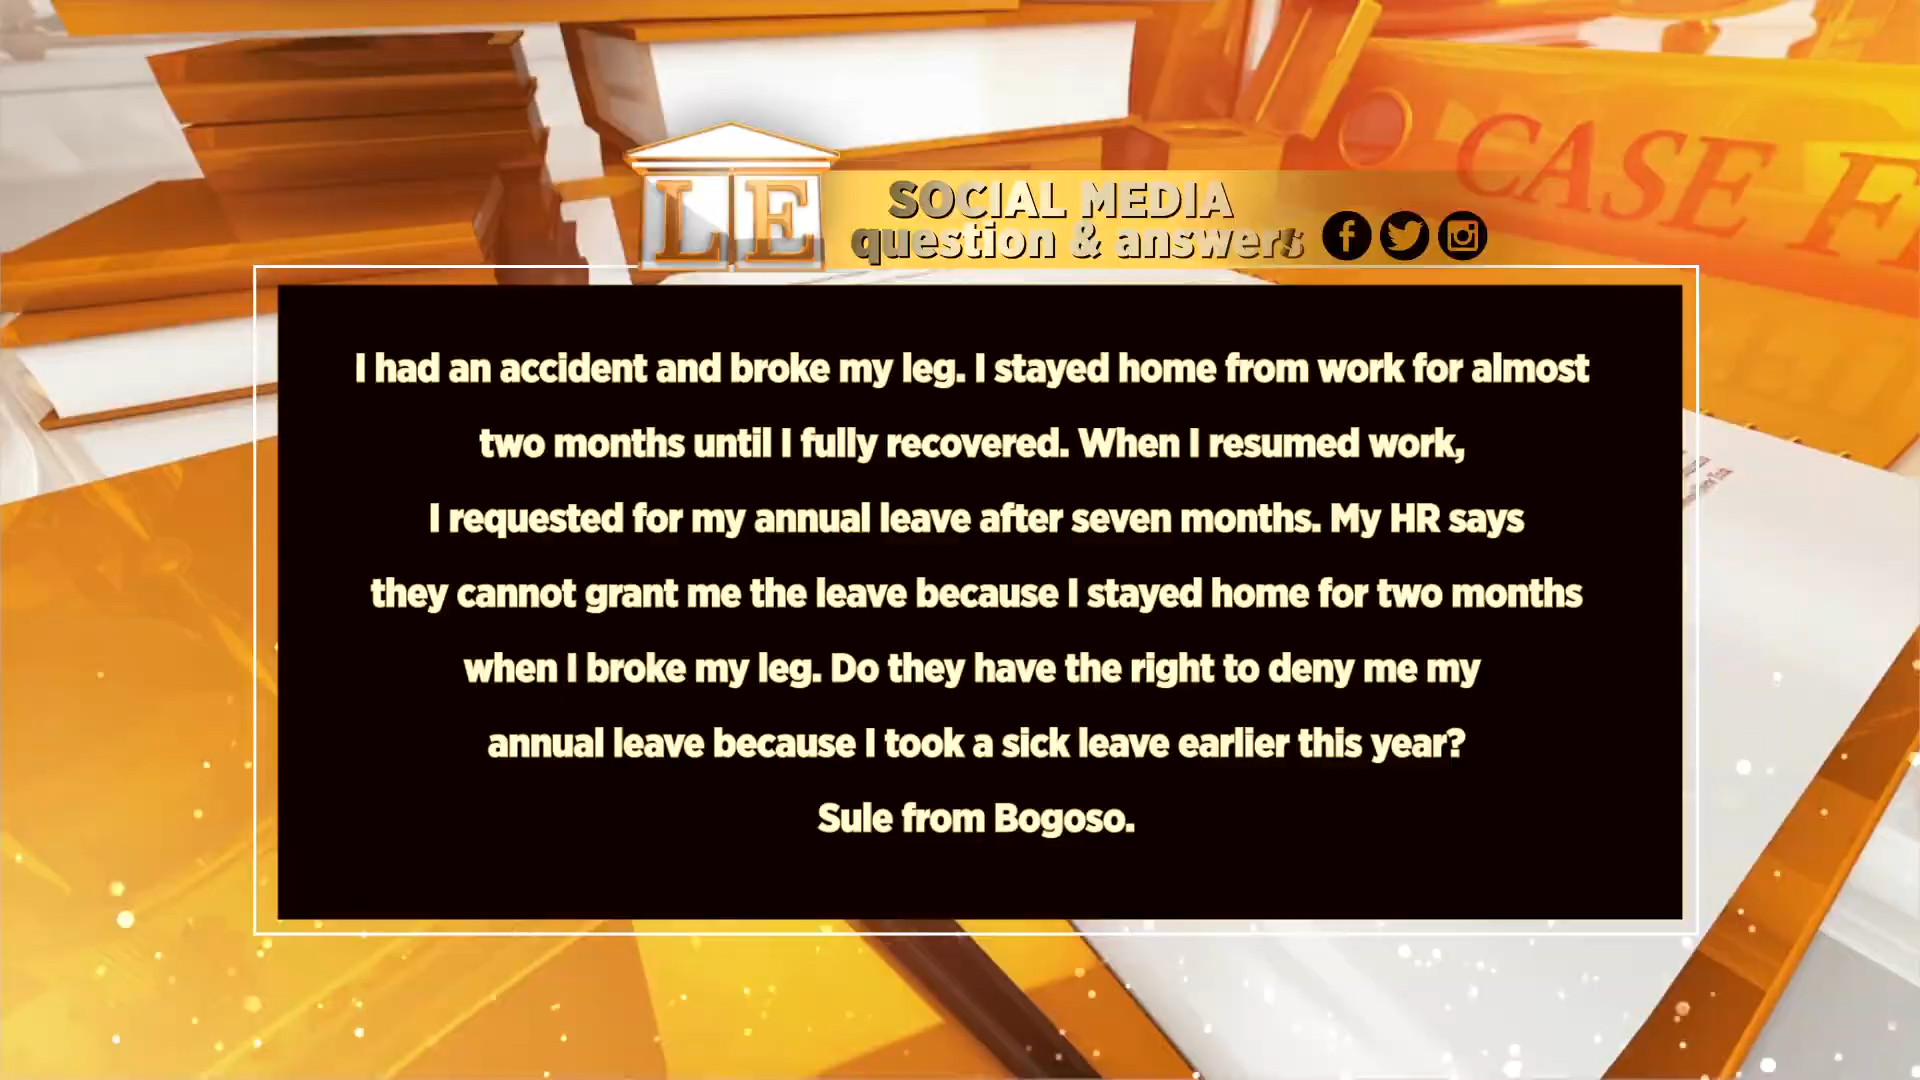 CASE F
LE
SOCIAL MEDIA
question & answers
I had an accident and broke my leg. I stayed home from work for almost
two months until I fully recovered. When I resumed work,
I requested for my annual leave after seven months. My HR says
they cannot grant me the leave because I stayed home for two months
when I broke my leg. Do they have the right to deny me my
annual leave because I took a sick leave earlier this year?
Sule from Bogoso.